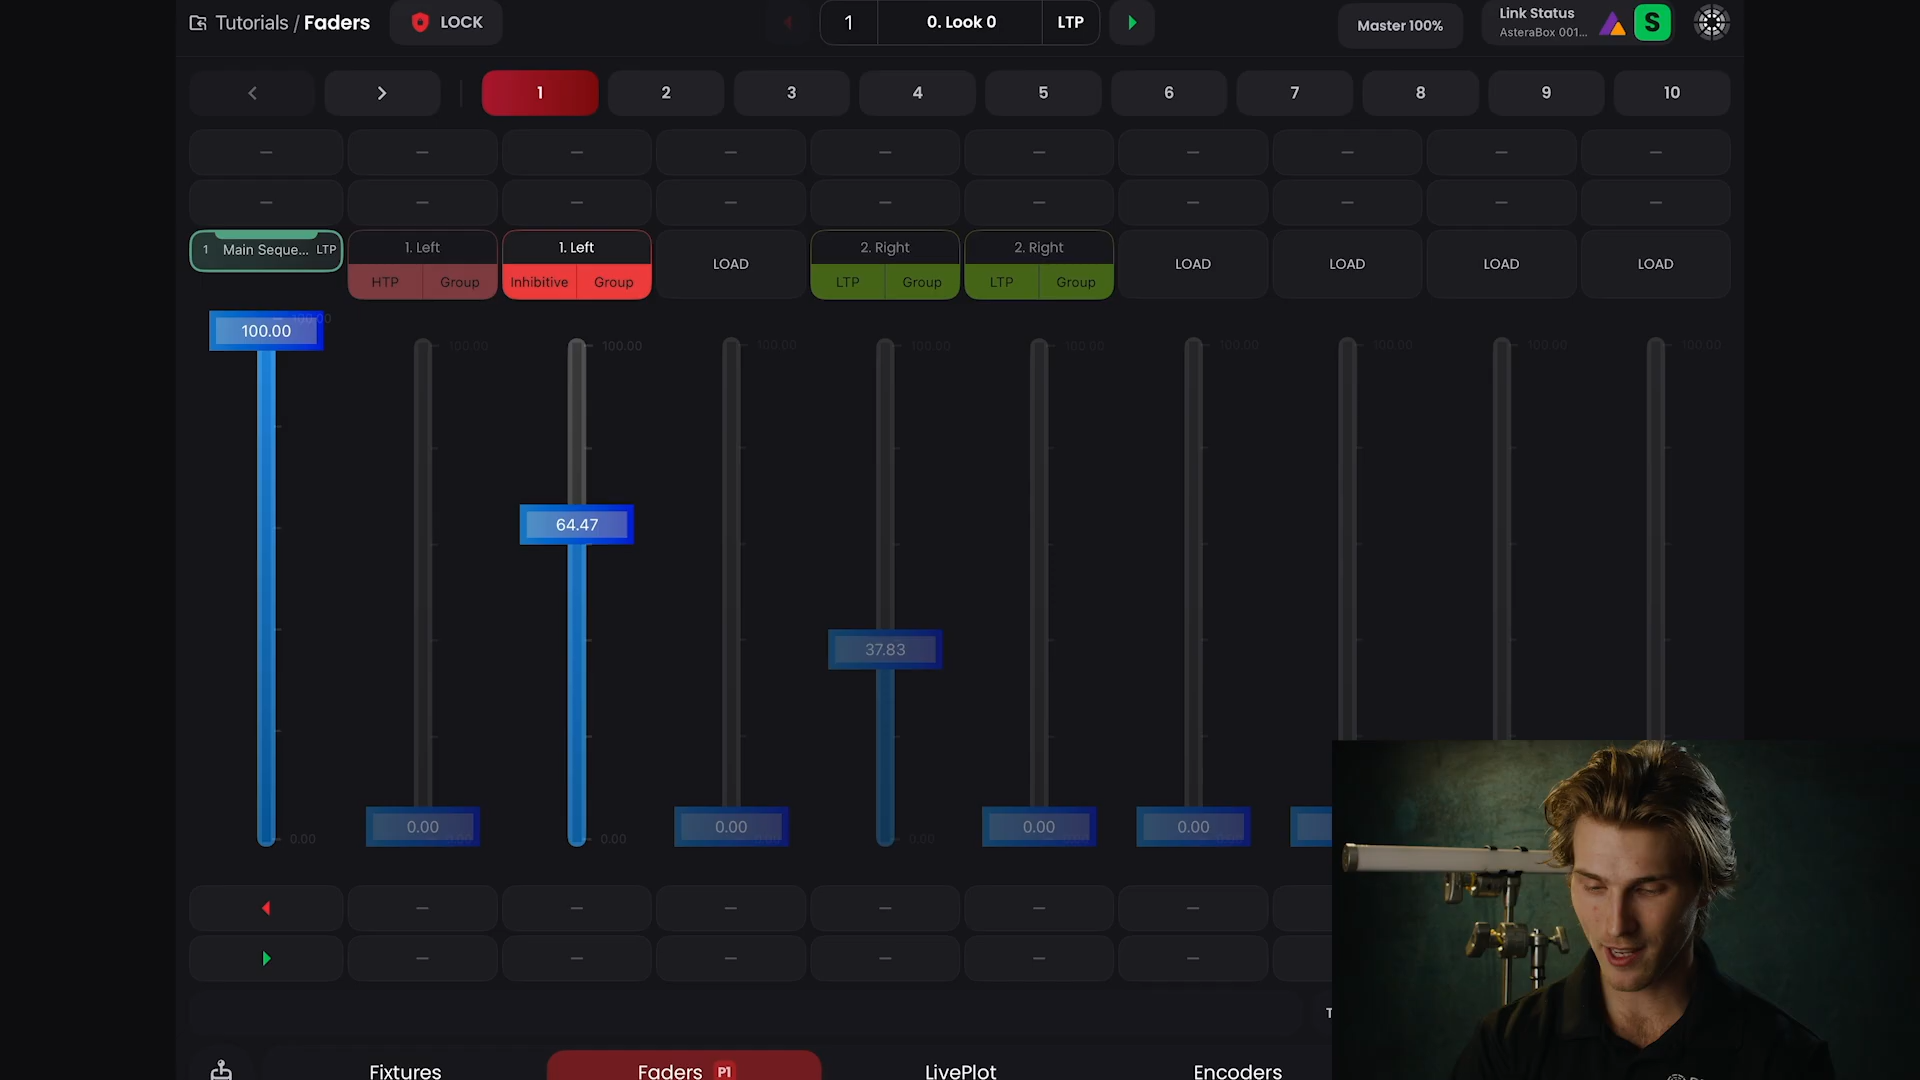 Tutorials / Faders
LOCK
1
0. Look 0
LTP
Master 100%
Link Status
AsteraBox 001...
S
1
2
3
4
5
6
7
8
9
10
1 Main Seque... LTP
1. Left
HTP
Group
1. Left
Inhibitive
Group
LOAD
2. Right
LTP
Group
2. Right
LTP
Group
LOAD
LOAD
LOAD
LOAD
100.00
100.00
100.00
100.00
100.00
100.00
100.00
100.00
100.00
100.00
100.00
64.47
37.83
0.00
0.00
0.00
0.00
0.00
0.00
0.00
0.00
Fixtures
Faders P1
LivePlot
Encoders